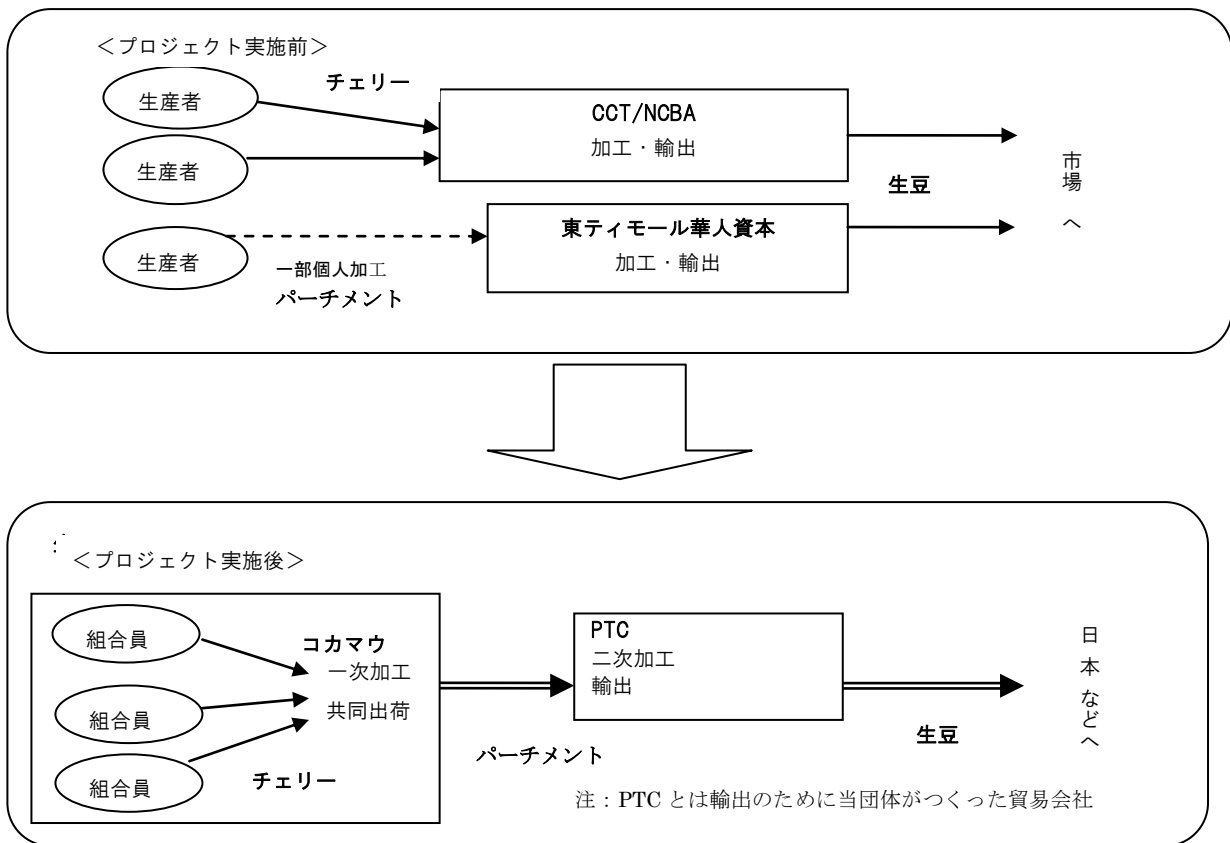 ＜プロジェクト実施前＞
チェリー
生産者
生産者
生産者
CCT/NCBA
加工・輸出
東ティモール華人資本
加工・輸出
一部個人加工
パーチメント
生豆
市場へ
＜プロジェクト実施後＞
組合員
組合員
組合員
コカマウ
一次加工
共同出荷
チェリー
パーチメント
PTC
二次加工
輸出
生豆
日本などへ
注：PTC とは輸出のために当団体がつくった貿易会社